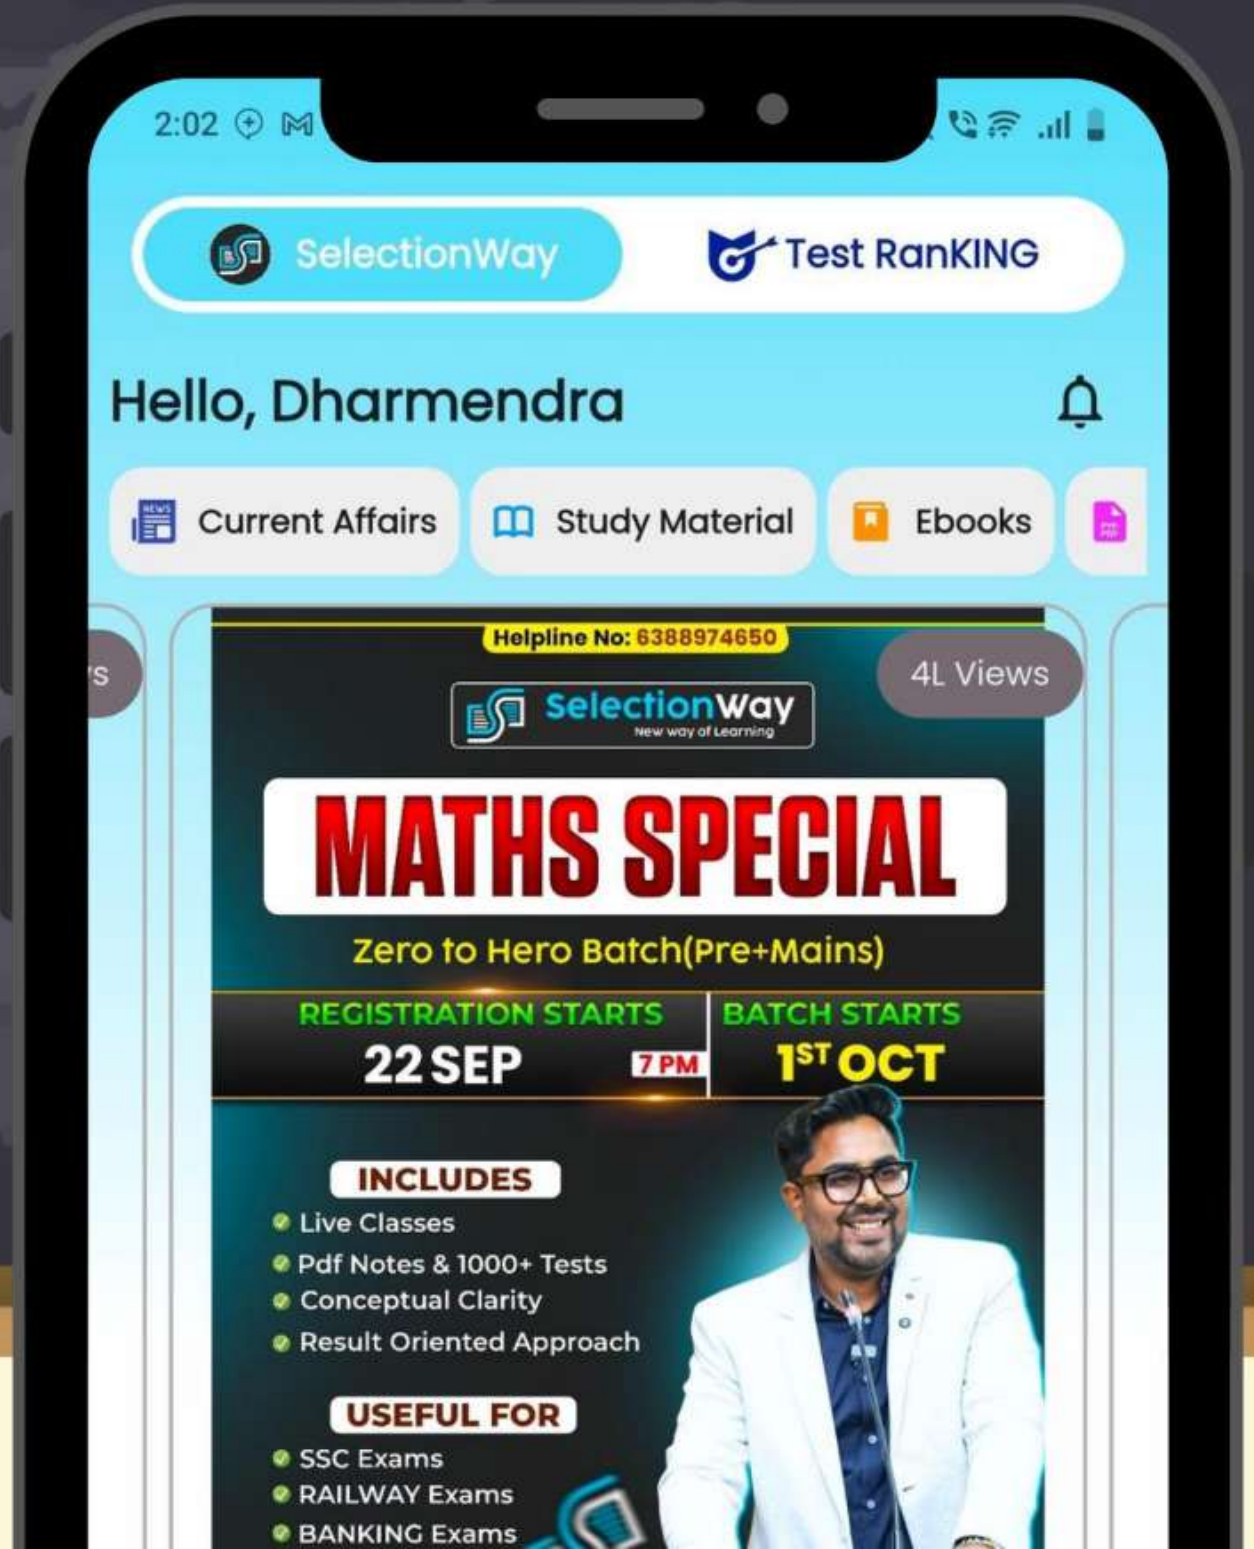 2:02
SelectionWay
Test RanKING
Hello, Dharmendra
NEWS
Current Affairs
Study Material
Ebooks
Helpline No: 6388974650
4L Views
SelectionWay
New way of Learning
MATHS SPECIAL
Zero to Hero Batch(Pre+Mains)
REGISTRATION STARTS
22 SEP
7 PM
BATCH STARTS
1ST OCT
INCLUDES
Live Classes
Pdf Notes & 1000+ Tests
Conceptual Clarity
Result Oriented Approach
USEFUL FOR
SSC Exams
RAILWAY Exams
BANKING Exams